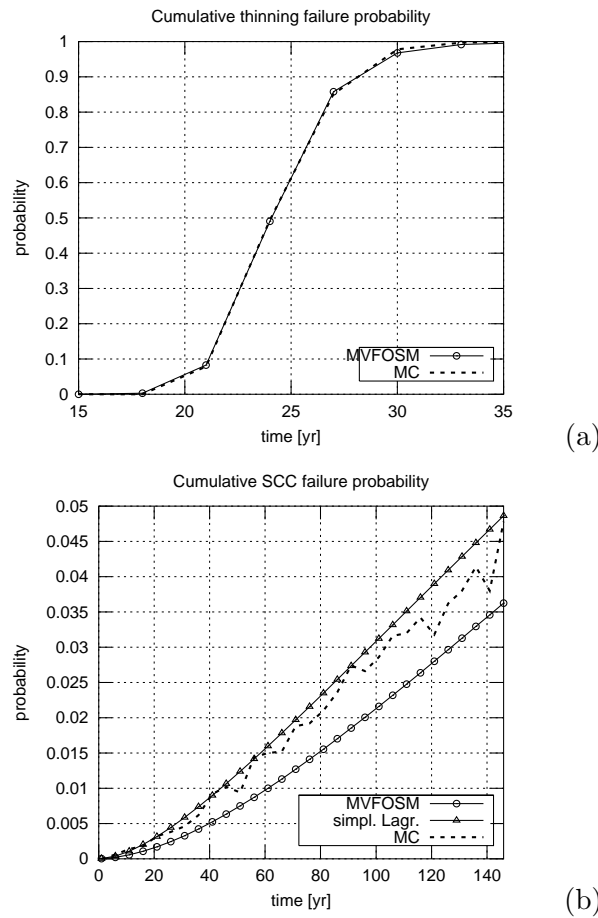 Cumulative thinning failure probability
1
0.9
0.8
0.7
0.6
0.5
0.4
0.3
0.2
0.1
0
probability
MVFOSM
MC
15 20 25 30 35
time [yr]
(a)
Cumulative SCC failure probability
0.05
0.045
0.04
0.035
0.03
0.025
0.02
0.015
0.01
0.005
0
probability
MVFOSM
simpl. Lagr.
MC
0 20 40 60 80 100 120 140
time [yr]
(b)